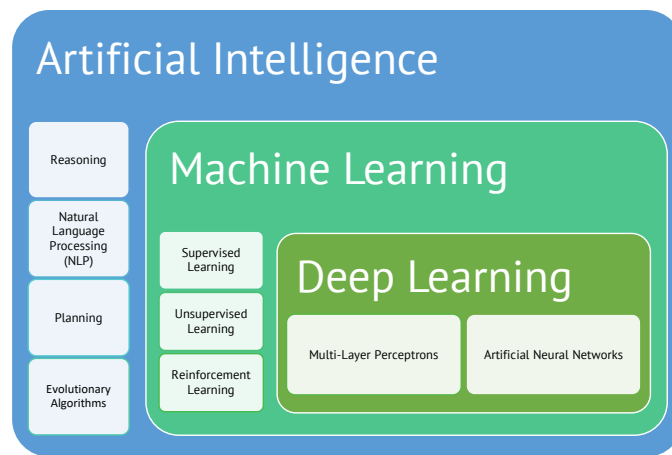 Artificial Intelligence
Reasoning
Natural
Language
Processing
(NLP)
Planning
Evolutionary
Algorithms
Machine Learning
Supervised
Learning
Unsupervised
Learning
Reinforcement
Learning
Deep Learning
Multi-Layer Perceptrons
Artificial Neural Networks